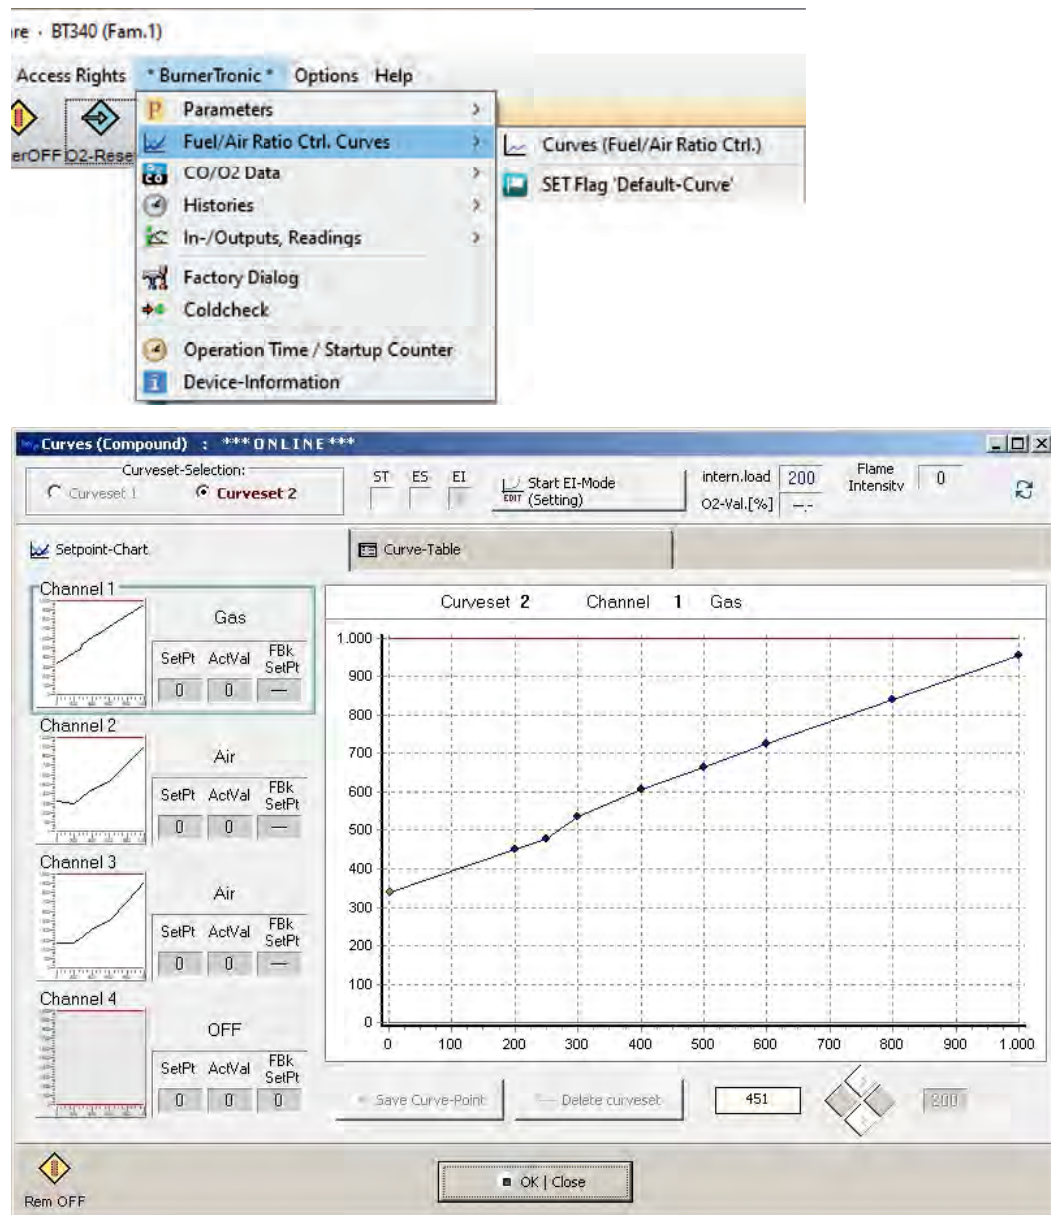 re - BT340 (Fam.1)
Access Rights * BurnerTronic * Options Help
erOFF O2-Rese
Parameters
Fuel/Air Ratio Ctrl. Curves
CO/O2 Data
Histories
In-/Outputs, Readings
Factory Dialog
Coldcheck
Operation Time / Startup Counter
Device-Information
Curves (Fuel/Air Ratio Ctrl.)
SET Flag 'Default-Curve'
Curves (Compound) : *** O N L I N E ***
Curveset-Selection:
Curveset 1 Curveset 2
ST ES EI
EDIT Start EI-Mode (Setting)
intern.load 200
O2-Val.[%] --.-
Flame Intensity 0
Setpoint-Chart Curve-Table
Channel 1
Gas
SetPt ActVal FBk SetPt
0 0 ---
Channel 2
Air
SetPt ActVal FBk SetPt
0 0 ---
Channel 3
Air
SetPt ActVal FBk SetPt
0 0 ---
Channel 4
OFF
SetPt ActVal FBk SetPt
0 0 0
Curveset 2 Channel 1 Gas
1.000
900
800
700
600
500
400
300
200
100
0
0 100 200 300 400 500 600 700 800 900 1.000
Save Curve-Point Delete curveset 451 200
Rem OFF
OK | Close